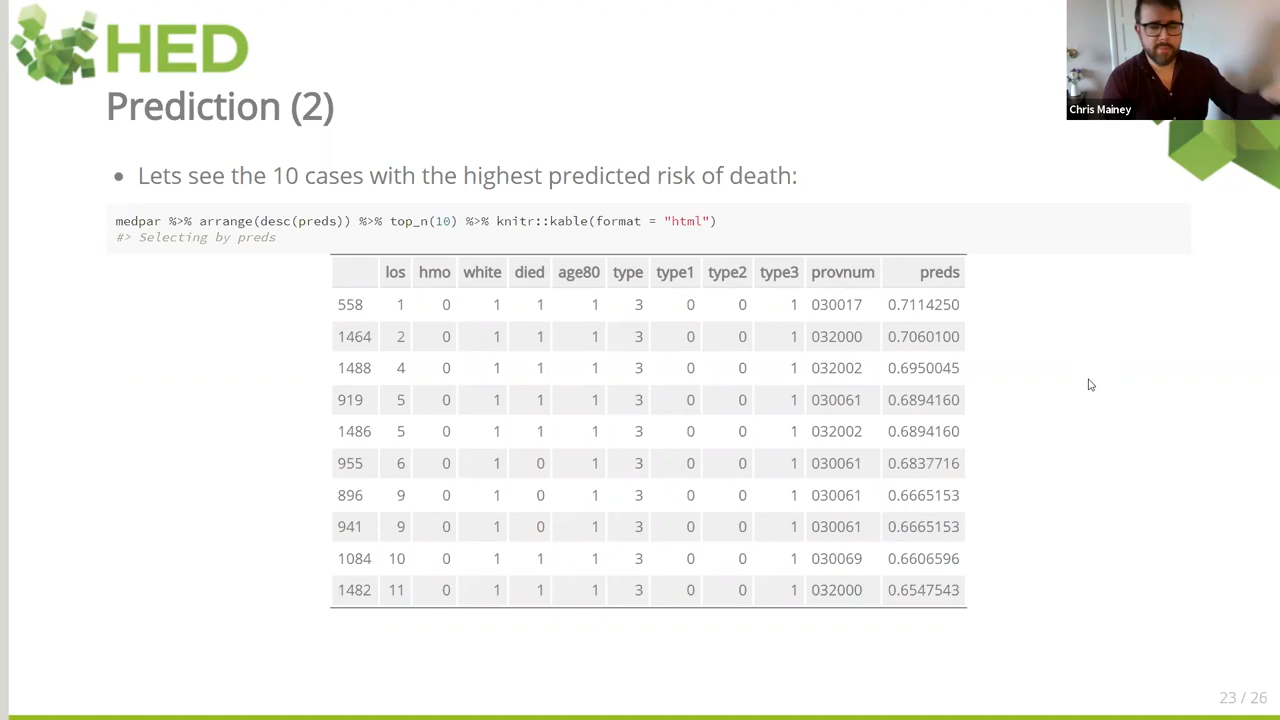 HED
Chris Mainey
Prediction (2)
• Lets see the 10 cases with the highest predicted risk of death:
medpar %>% arrange(desc(preds)) %>% top_n(10) %>% knitr::kable(format = "html")
#> Selecting by preds
los hmo white died age80 type type1 type2 type3 provnum preds
558 1 0 1 1 1 3 0 0 1 030017 0.7114250
1464 2 0 1 1 1 3 0 0 1 032000 0.7060100
1488 4 0 1 1 1 3 0 0 1 032002 0.6950045
919 5 0 1 1 1 3 0 0 1 030061 0.6894160
1486 5 0 1 1 1 3 0 0 1 032002 0.6894160
955 6 0 1 0 1 3 0 0 1 030061 0.6837716
896 9 0 1 0 1 3 0 0 1 030061 0.6665153
941 9 0 1 0 1 3 0 0 1 030061 0.6665153
1084 10 0 1 1 1 3 0 0 1 030069 0.6606596
1482 11 0 1 1 1 3 0 0 1 032000 0.6547543
23 / 26